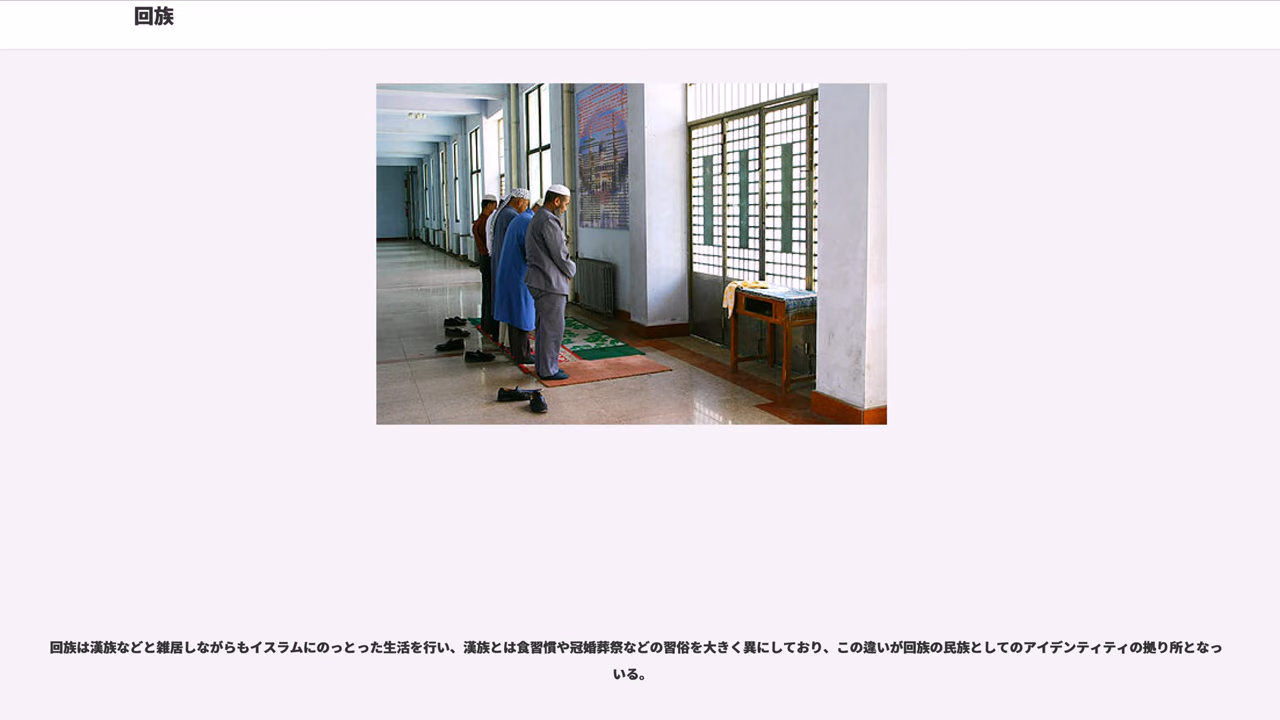 回族
回族は漢族などと雑居しながらもイスラムにのっとった生活を行い、漢族とは食習慣や冠婚葬祭などの習俗を大きく異にしており、この違いが回族の民族としてのアイデンティティの拠り所となっ
いる。